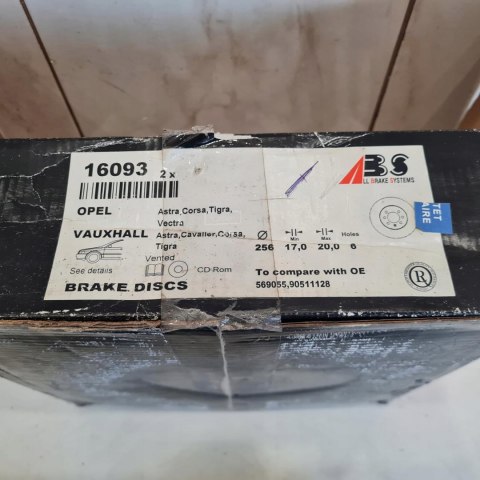 16093 2 x
ABS
ALL BRAKE SYSTEMS
OPEL Astra,Corsa,Tigra,
Vectra
VAUXHALL Astra,Cavalier,Corsa,
Tigra
Vented
Ø Min Max Holes
256 17,0 20,0 6
See details CD-Rom
To compare with OE
569055,90511128
BRAKE DISCS
R
TET
AIRE